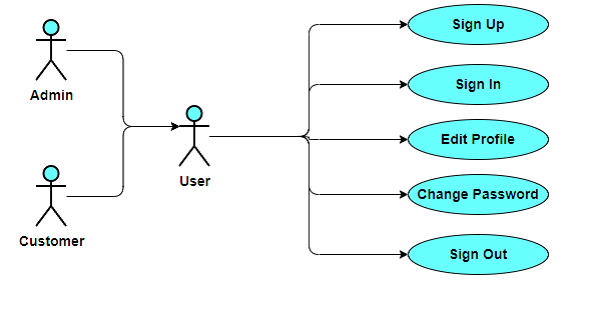 Admin
Customer
User
Sign Up
Sign In
Edit Profile
Change Password
Sign Out